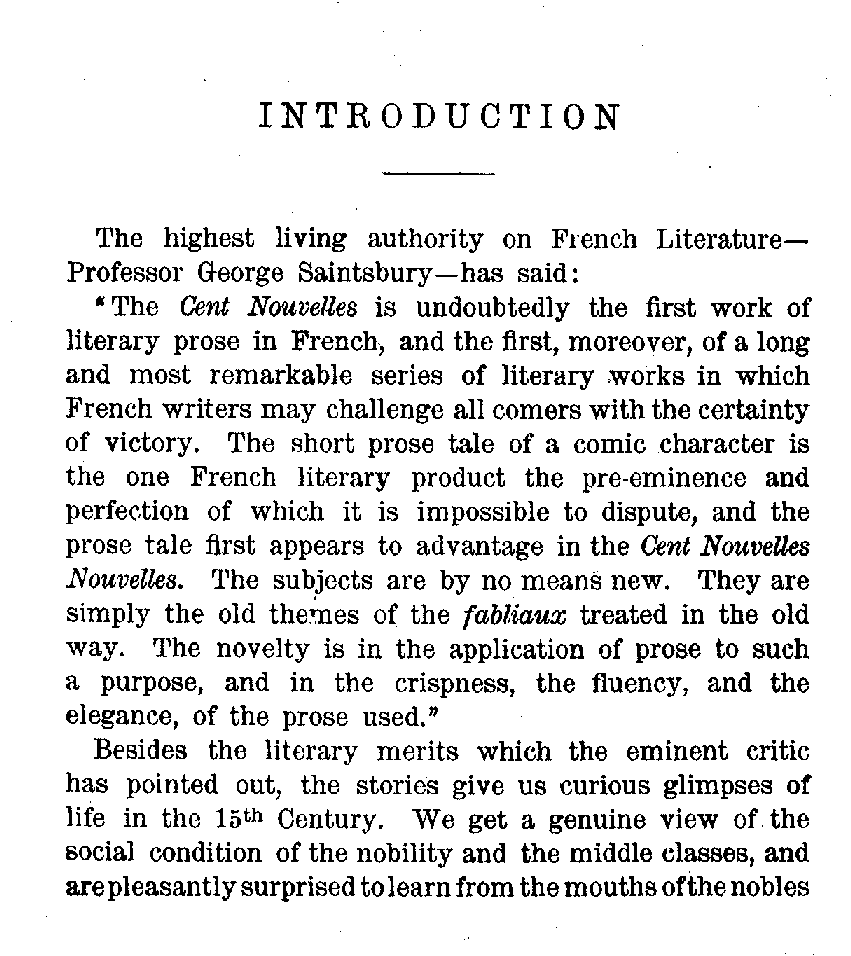 INTRODUCTION
The highest living authority on French Literature—
Professor George Saintsbury—has said:
"The Cent Nouvelles is undoubtedly the first work of
literary prose in French, and the first, moreover, of a long
and most remarkable series of literary works in which
French writers may challenge all comers with the certainty
of victory. The short prose tale of a comic character is
the one French literary product the pre-eminence and
perfection of which it is impossible to dispute, and the
prose tale first appears to advantage in the Cent Nouvelles
Nouvelles. The subjects are by no means new. They are
simply the old themes of the fabliaux treated in the old
way. The novelty is in the application of prose to such
a purpose, and in the crispness, the fluency, and the
elegance, of the prose used."
Besides the literary merits which the eminent critic
has pointed out, the stories give us curious glimpses of
life in the 15th Century. We get a genuine view of the
social condition of the nobility and the middle classes, and
are pleasantly surprised to learn from the mouths of the nobles